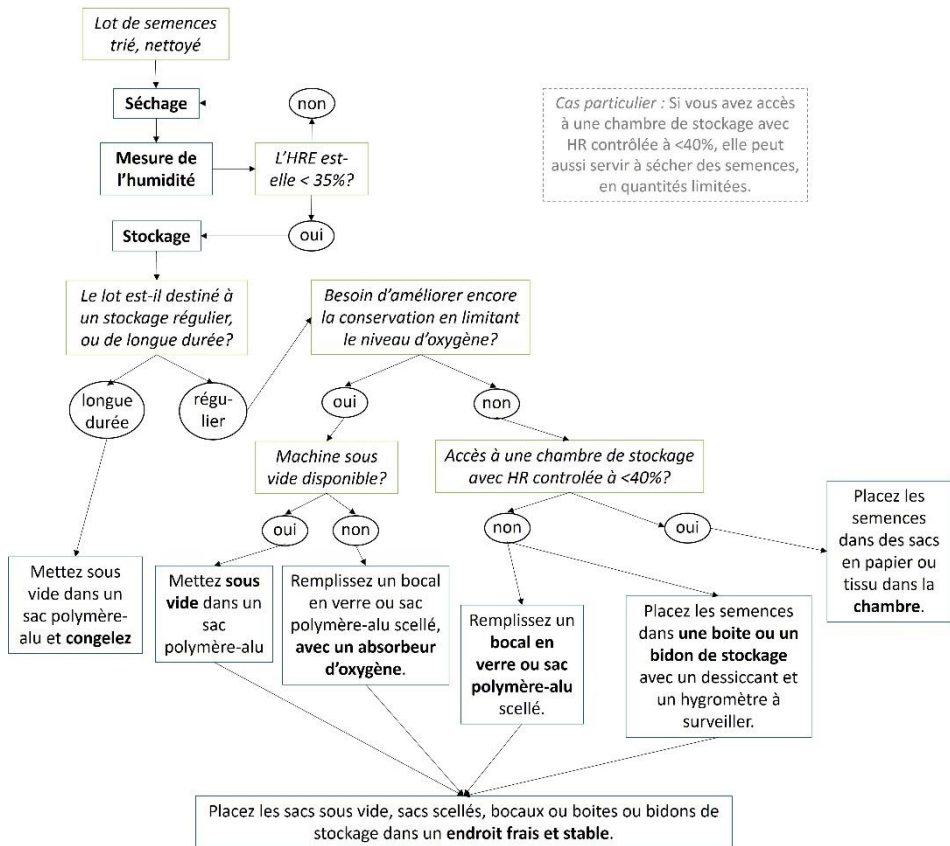 Lot de semences
trié, nettoyé
Séchage
non
Mesure de
l'humidité
L'HRE est-
elle < 35%?
Cas particulier : Si vous avez accès
à une chambre de stockage avec
HR contrôlée à <40%, elle peut
aussi servir à sécher des semences,
en quantités limitées.
Stockage
oui
Le lot est-il destiné à
un stockage régulier,
ou de longue durée?
Besoin d'améliorer encore
la conservation en limitant
le niveau d'oxygène?
longue
durée
régu-
lier
oui
non
Machine sous
vide disponible?
Accès à une chambre de stockage
avec HR controlée à <40%?
oui
non
non
oui
Mettez sous
vide dans un
sac polymère-
alu et congelez
Mettez sous
vide dans un
sac
polymère-alu
Remplissez un bocal
en verre ou sac
polymère-alu scellé,
avec un absorbeur
d'oxygène.
Remplissez un
bocal en
verre ou sac
polymère-alu
scellé.
Placez les semences
dans une boite ou un
bidon de stockage
avec un dessiccant et
un hygromètre à
surveiller.
Placez les
semences
dans des sacs
en papier ou
tissu dans la
chambre.
Placez les sacs sous vide, sacs scellés, bocaux ou boites ou bidons de
stockage dans un endroit frais et stable.